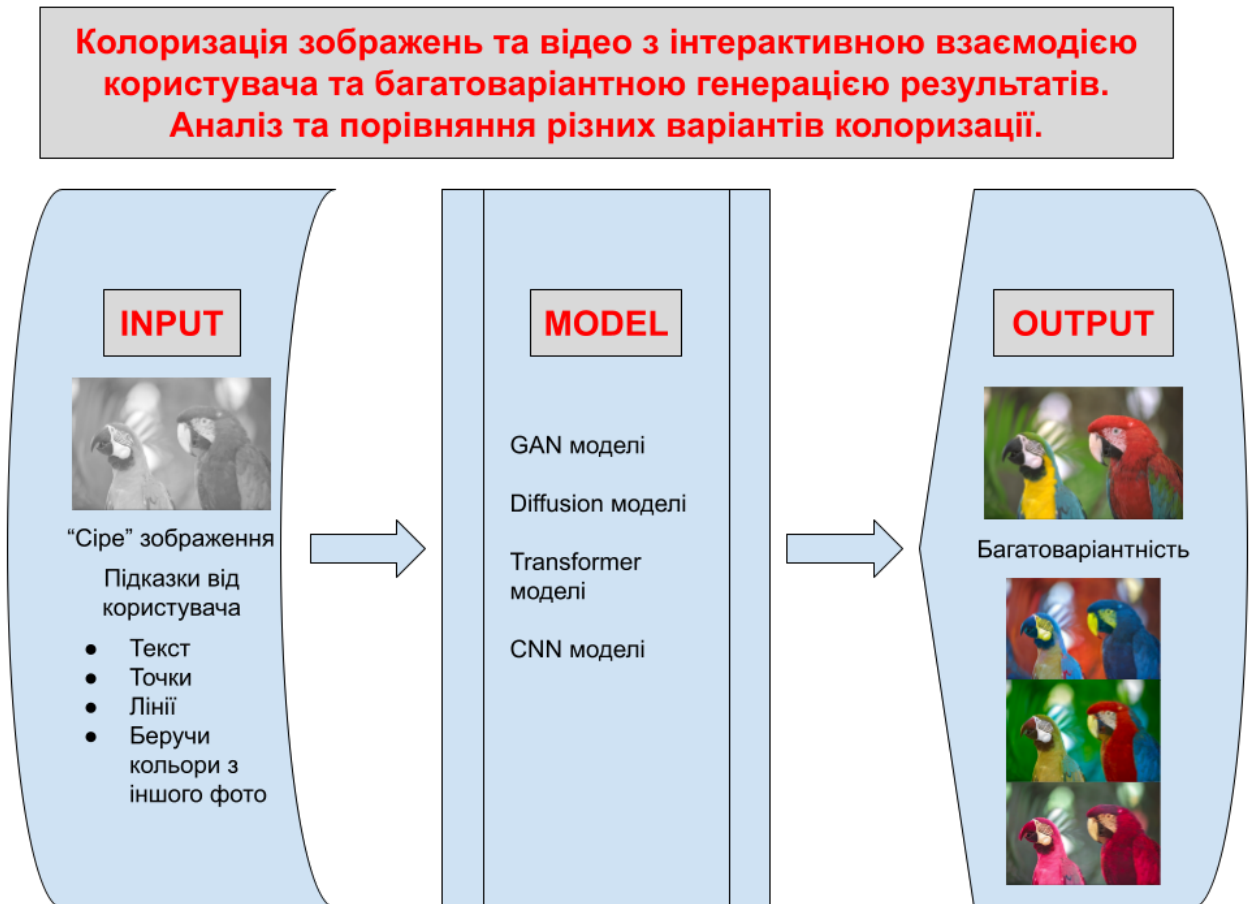 Колоризація зображень та відео з інтерактивною взаємодією
користувача та багатоваріантною генерацією результатів.
Аналіз та порівняння різних варіантів колоризації.
INPUT
“Сіре” зображення
Підказки від
користувача
● Текст
● Точки
● Лінії
● Беручи
кольори з
іншого фото
MODEL
GAN моделі
Diffusion моделі
Transformer
моделі
CNN моделі
OUTPUT
Багатоваріантність